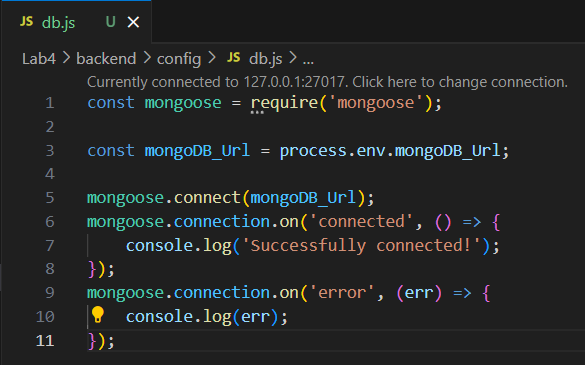 JS db.js U ×
Lab4 > backend > config > JS db.js > ...
Currently connected to 127.0.0.1:27017. Click here to change connection.
1 const mongoose = require('mongoose');
2
3 const mongoDB_Url = process.env.mongoDB_Url;
4
5 mongoose.connect(mongoDB_Url);
6 mongoose.connection.on('connected', () => {
7 console.log('Successfully connected!');
8 });
9 mongoose.connection.on('error', (err) => {
10 console.log(err);
11 });